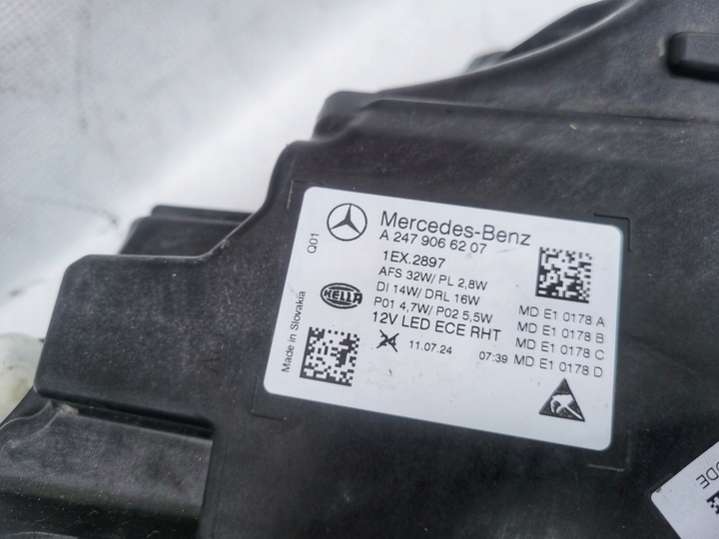 Q01
Mercedes-Benz
A 247 906 62 07
1EX.2897
AFS 32W/ PL 2,8W
DI 14W/ DRL 16W
P01 4,7W/ P02 5,5W
12V LED ECE RHT
HELLA
Made in Slovakia
11.07.24 07:39
MD E1 0178 A
MD E1 0178 B
MD E1 0178 C
MD E1 0178 D